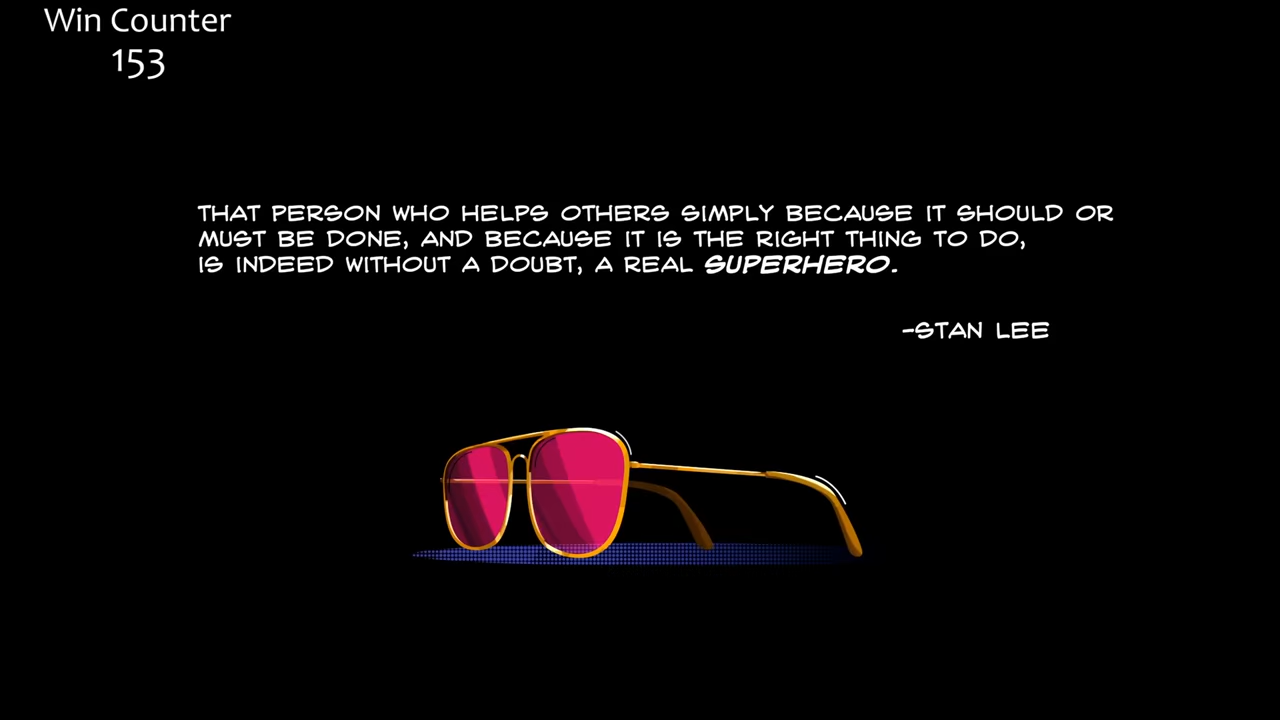 Win Counter
153
THAT PERSON WHO HELPS OTHERS SIMPLY BECAUSE IT SHOULD OR
MUST BE DONE, AND BECAUSE IT IS THE RIGHT THING TO DO,
IS INDEED WITHOUT A DOUBT, A REAL SUPERHERO.
-STAN LEE